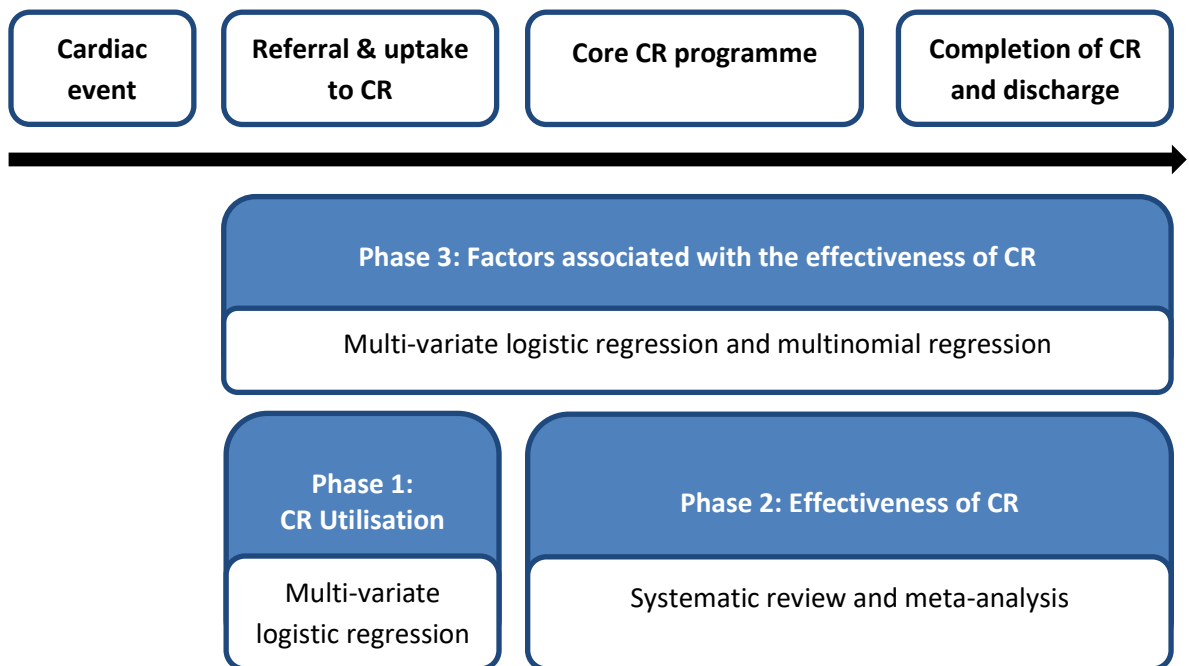 Cardiac
event
Referral & uptake
to CR
Core CR programme
Completion of CR
and discharge
Phase 3: Factors associated with the effectiveness of CR
Multi-variate logistic regression and multinomial regression
Phase 1:
CR Utilisation
Multi-variate
logistic regression
Phase 2: Effectiveness of CR
Systematic review and meta-analysis